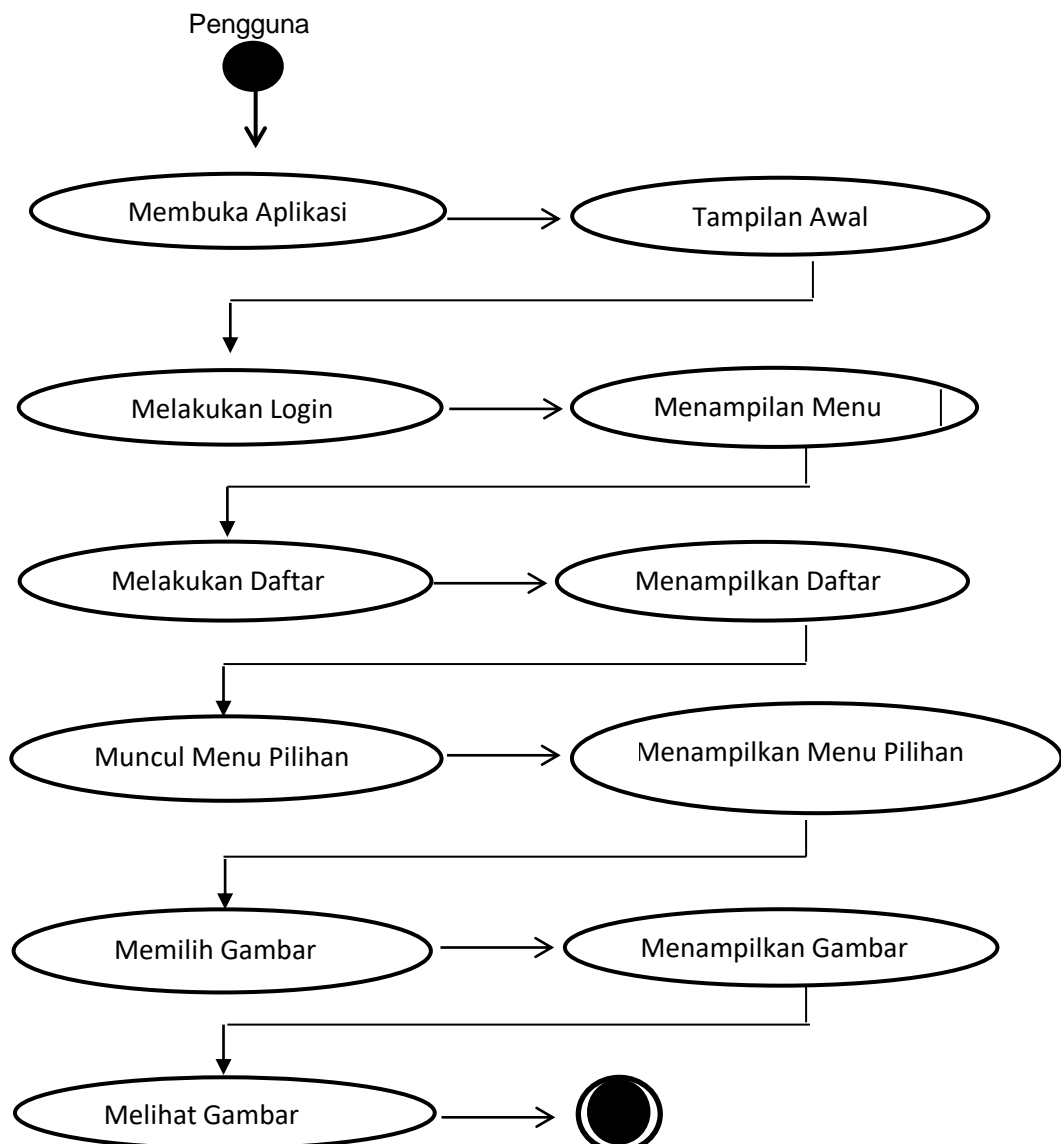 Pengguna
Membuka Aplikasi
Tampilan Awal
Melakukan Login
Menampilan Menu
Melakukan Daftar
Menampilkan Daftar
Muncul Menu Pilihan
Menampilkan Menu Pilihan
Memilih Gambar
Menampilkan Gambar
Melihat Gambar